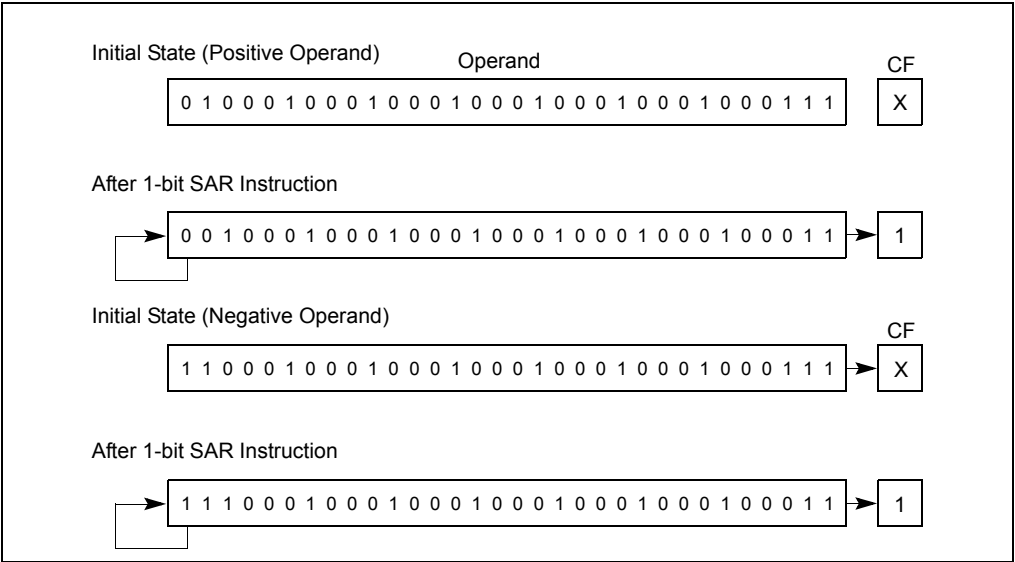 Initial State (Positive Operand)
Operand
CF
0 1 0 0 0 1 0 0 0 1 0 0 0 1 0 0 0 1 0 0 0 1 0 0 0 1 0 0 0 1 1 1 X
After 1-bit SAR Instruction
0 0 1 0 0 0 1 0 0 0 1 0 0 0 1 0 0 0 1 0 0 0 1 0 0 0 1 0 0 0 1 1 1
Initial State (Negative Operand)
CF
1 1 0 0 0 1 0 0 0 1 0 0 0 1 0 0 0 1 0 0 0 1 0 0 0 1 0 0 0 1 1 1 X
After 1-bit SAR Instruction
1 1 1 0 0 0 1 0 0 0 1 0 0 0 1 0 0 0 1 0 0 0 1 0 0 0 1 0 0 0 1 1 1